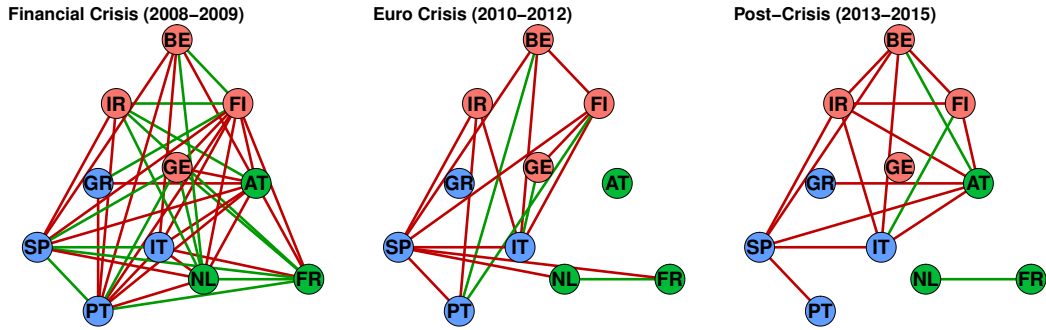 Financial Crisis (2008−2009)
BE
IR
FI
GE
GR
AT
SP
IT
NL
FR
PT
Euro Crisis (2010−2012)
BE
IR
FI
GE
GR
AT
SP
IT
NL
FR
PT
Post−Crisis (2013−2015)
BE
IR
FI
GE
GR
AT
SP
IT
NL
FR
PT